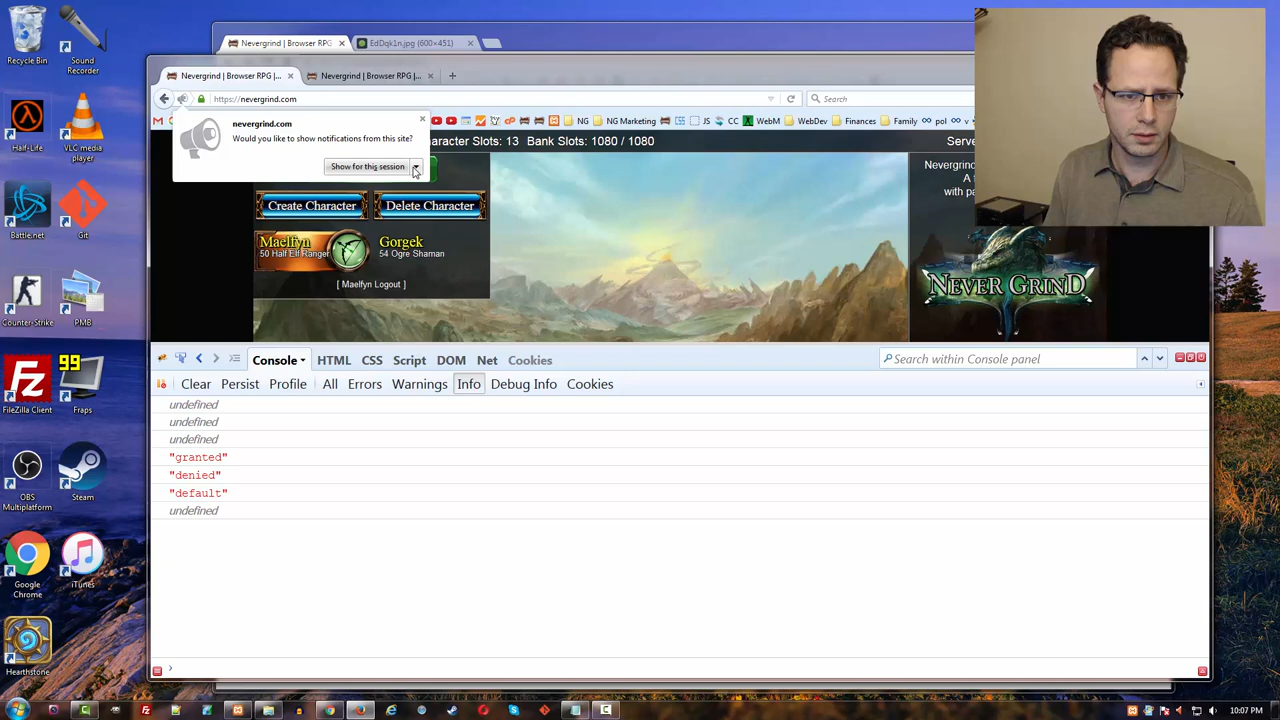 Recycle Bin
Sound Recorder
Half-Life
VLC media player
Battle.net
Git
Counter-Strike
PMB
FileZilla Client
99
Fraps
OBS Multiplatform
Steam
Google Chrome
iTunes
Hearthstone
Nevergrind | Browser RPG
EdDqk1n.jpg (600×451)
Nevergrind | Browser RPG |...
Nevergrind | Browser RPG |...
https://nevergrind.com
Search
NG
NG Marketing
JS
CC
WebM
WebDev
Finances
Family
pol
v
nevergrind.com
Would you like to show notifications from this site?
Show for this session
Character Slots: 13 Bank Slots: 1080 / 1080
Create Character
Delete Character
Maelfyn
50 Half Elf Ranger
Gorgek
54 Ogre Shaman
[ Maelfyn Logout ]
Nevergrind
A
with pa
NEVER GRIND
Console
HTML
CSS
Script
DOM
Net
Cookies
Search within Console panel
Clear
Persist
Profile
All
Errors
Warnings
Info
Debug Info
Cookies
undefined
undefined
undefined
"granted"
"denied"
"default"
undefined
10:07 PM